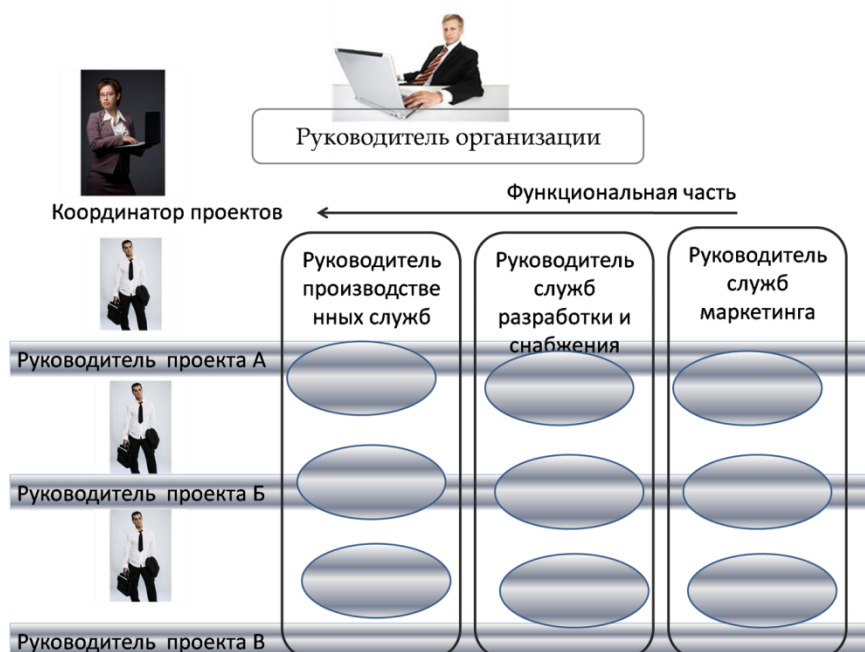 Руководитель организации
Функциональная часть
Координатор проектов
Руководитель
производстве
нных служб
Руководитель
служб
разработки и
снабжения
Руководитель
служб
маркетинга
Руководитель проекта А
Руководитель проекта Б
Руководитель проекта В